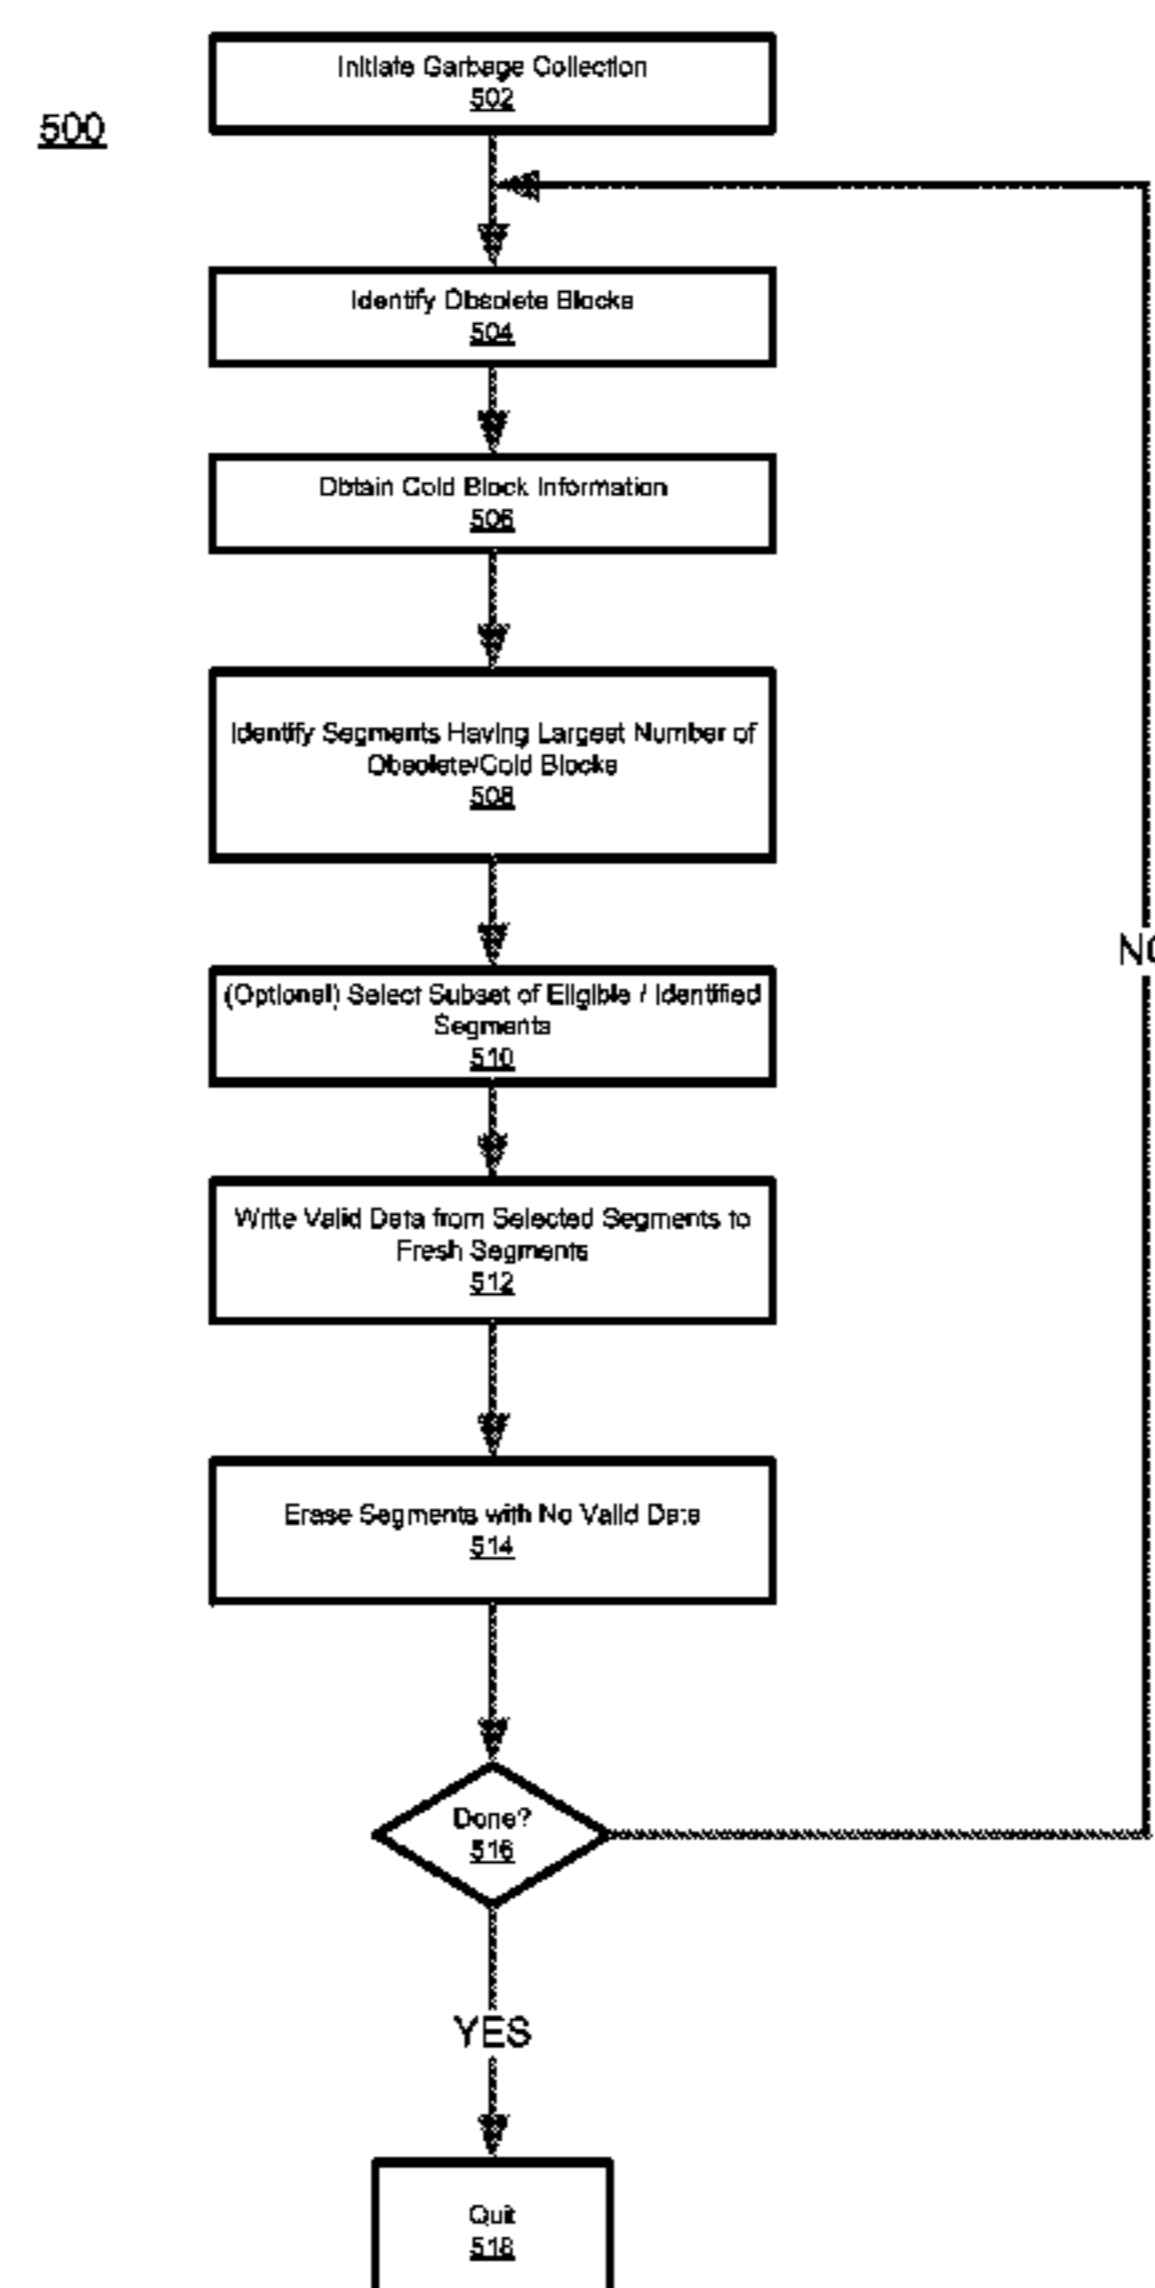 Initiate Garbage Collection
502
500
Identify Obsolete Blocks
504
Obtain Cold Block Information
506
Identify Segments Having Largest Number of
Obsolete/Cold Blocks
508
(Optional) Select Subset of Eligible / Identified
Segments
510
Write Valid Data from Selected Segments to
Fresh Segments
512
Erase Segments with No Valid Data
514
Done?
516
NO
YES
Quit
518